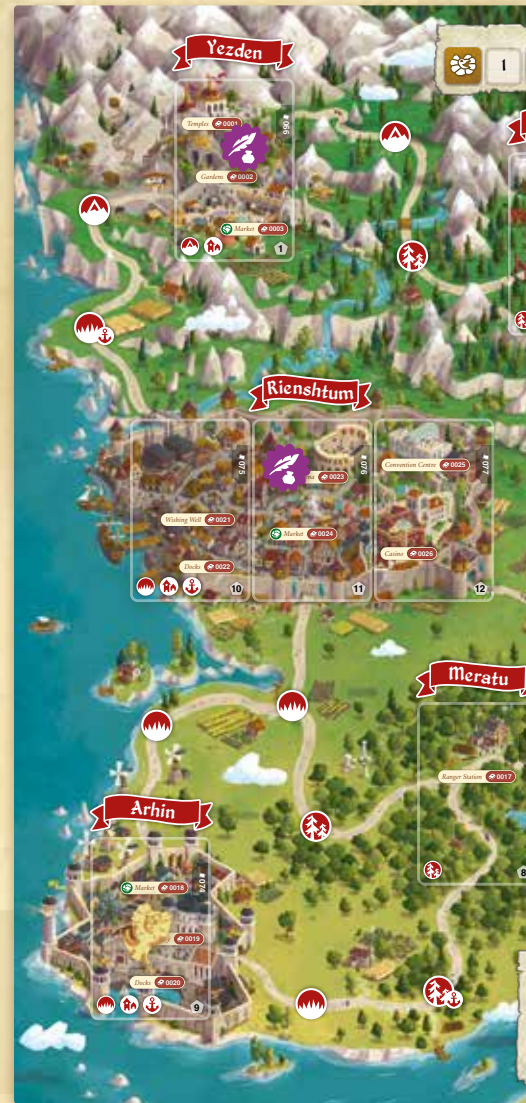 Yezden
1
Temples 0001
# 066
Gardens 0002
Market 0003
1
Rienshtum
# 075
# 076
# 077
Convention Centre 0025
0023
Wishing Well 0021
Market 0024
Casino 0026
Docks 0022
10
11
12
Meratu
Ranger Station 0017
8
Arhin
# 074
Market 0018
0019
Docks 0020
9